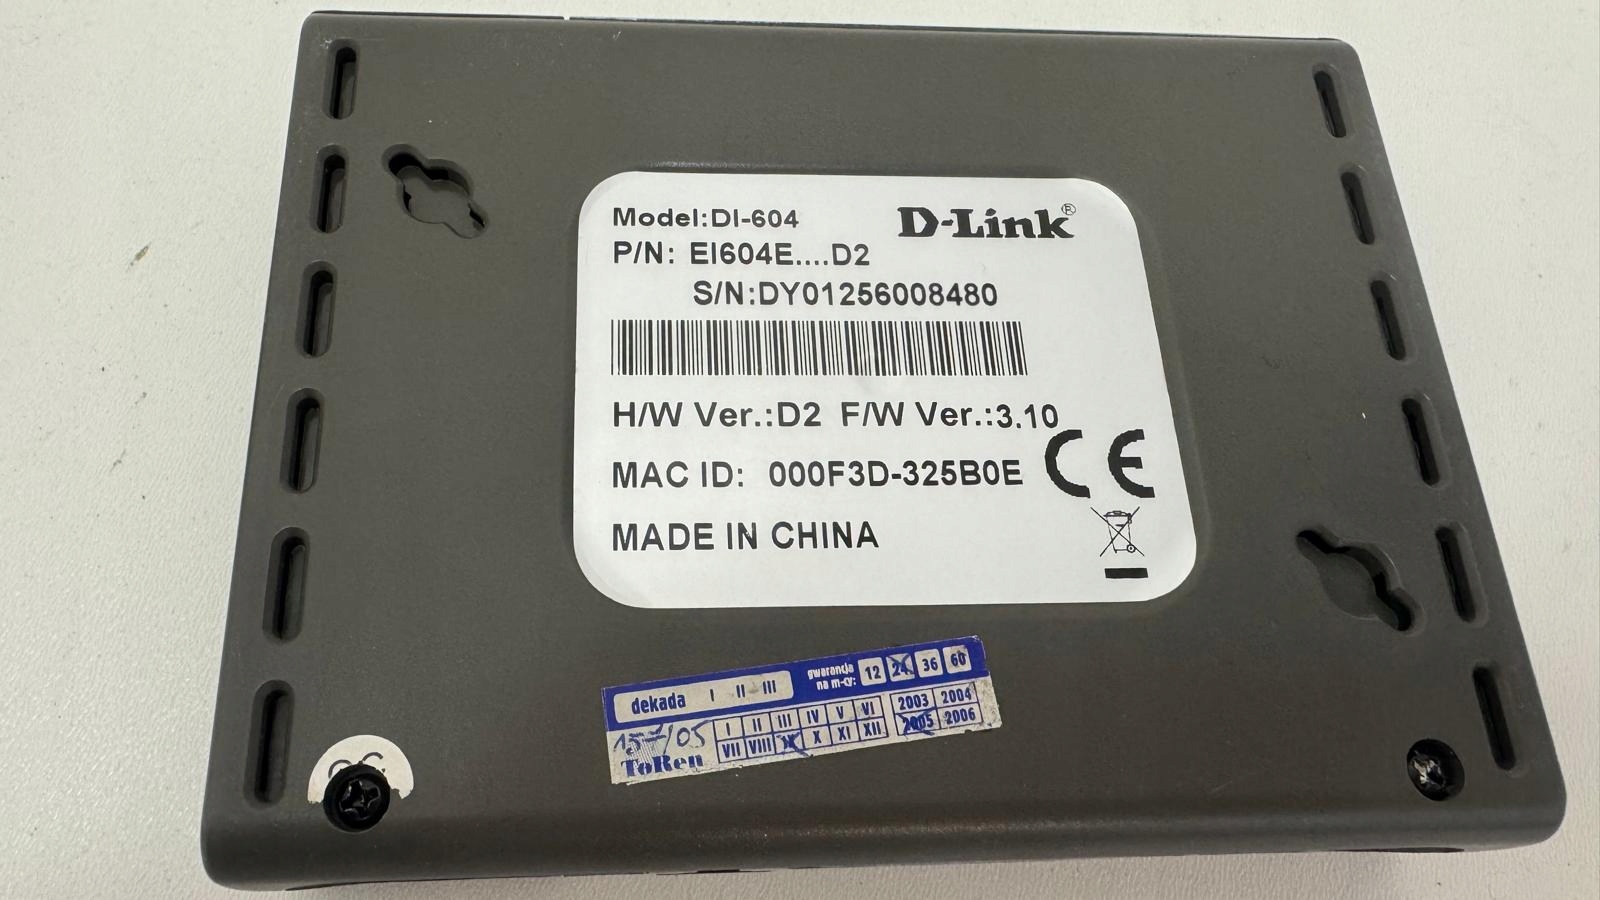 Model:DI-604
D-Link®
P/N: EI604E....D2
S/N:DY01256008480
H/W Ver.:D2 F/W Ver.:3.10
MAC ID: 000F3D-325B0E
CE
MADE IN CHINA
dekada I II III
gwarancja na m-cy: 12 24 36 60
157/05
I II III IV V VI
VII VIII IX X XI XII
2003 2004
2005 2006
ToRen